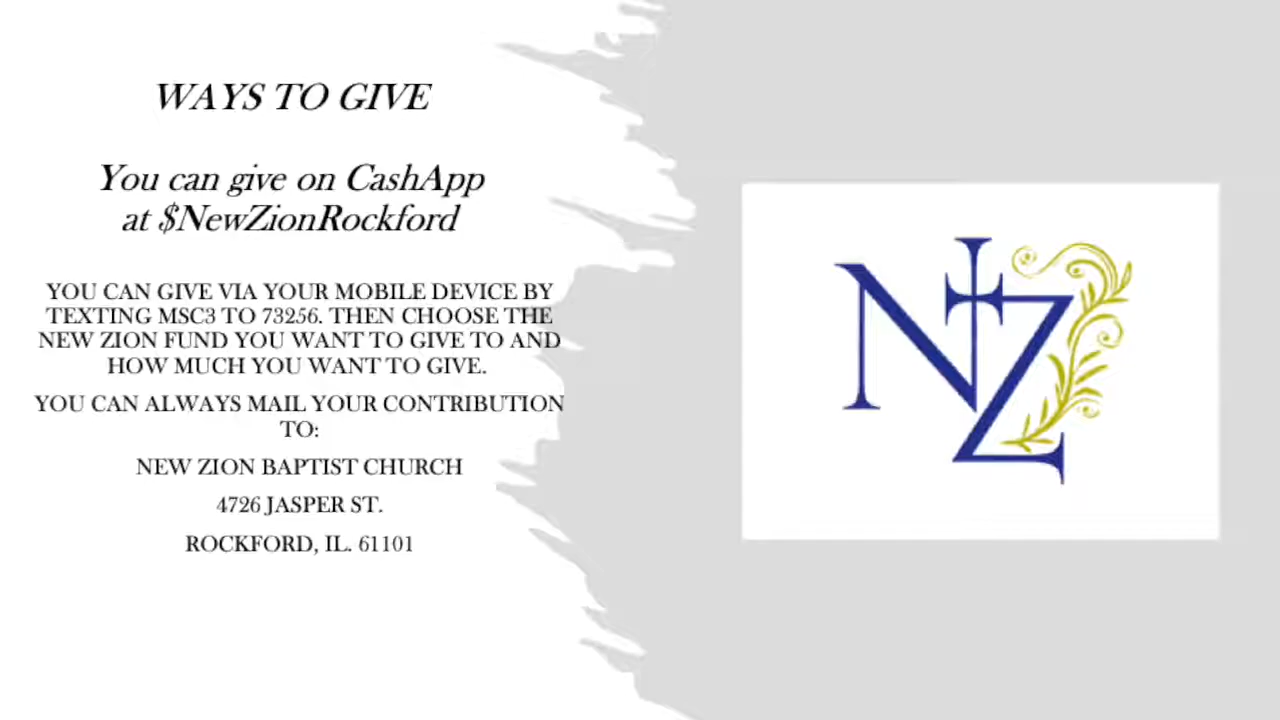 WAYS TO GIVE
You can give on CashApp
at $NewZionRockford
YOU CAN GIVE VIA YOUR MOBILE DEVICE BY
TEXTING MSC3 TO 73256. THEN CHOOSE THE
NEW ZION FUND YOU WANT TO GIVE TO AND
HOW MUCH YOU WANT TO GIVE.
YOU CAN ALWAYS MAIL YOUR CONTRIBUTION
TO:
NEW ZION BAPTIST CHURCH
4726 JASPER ST.
ROCKFORD, IL. 61101
NZ